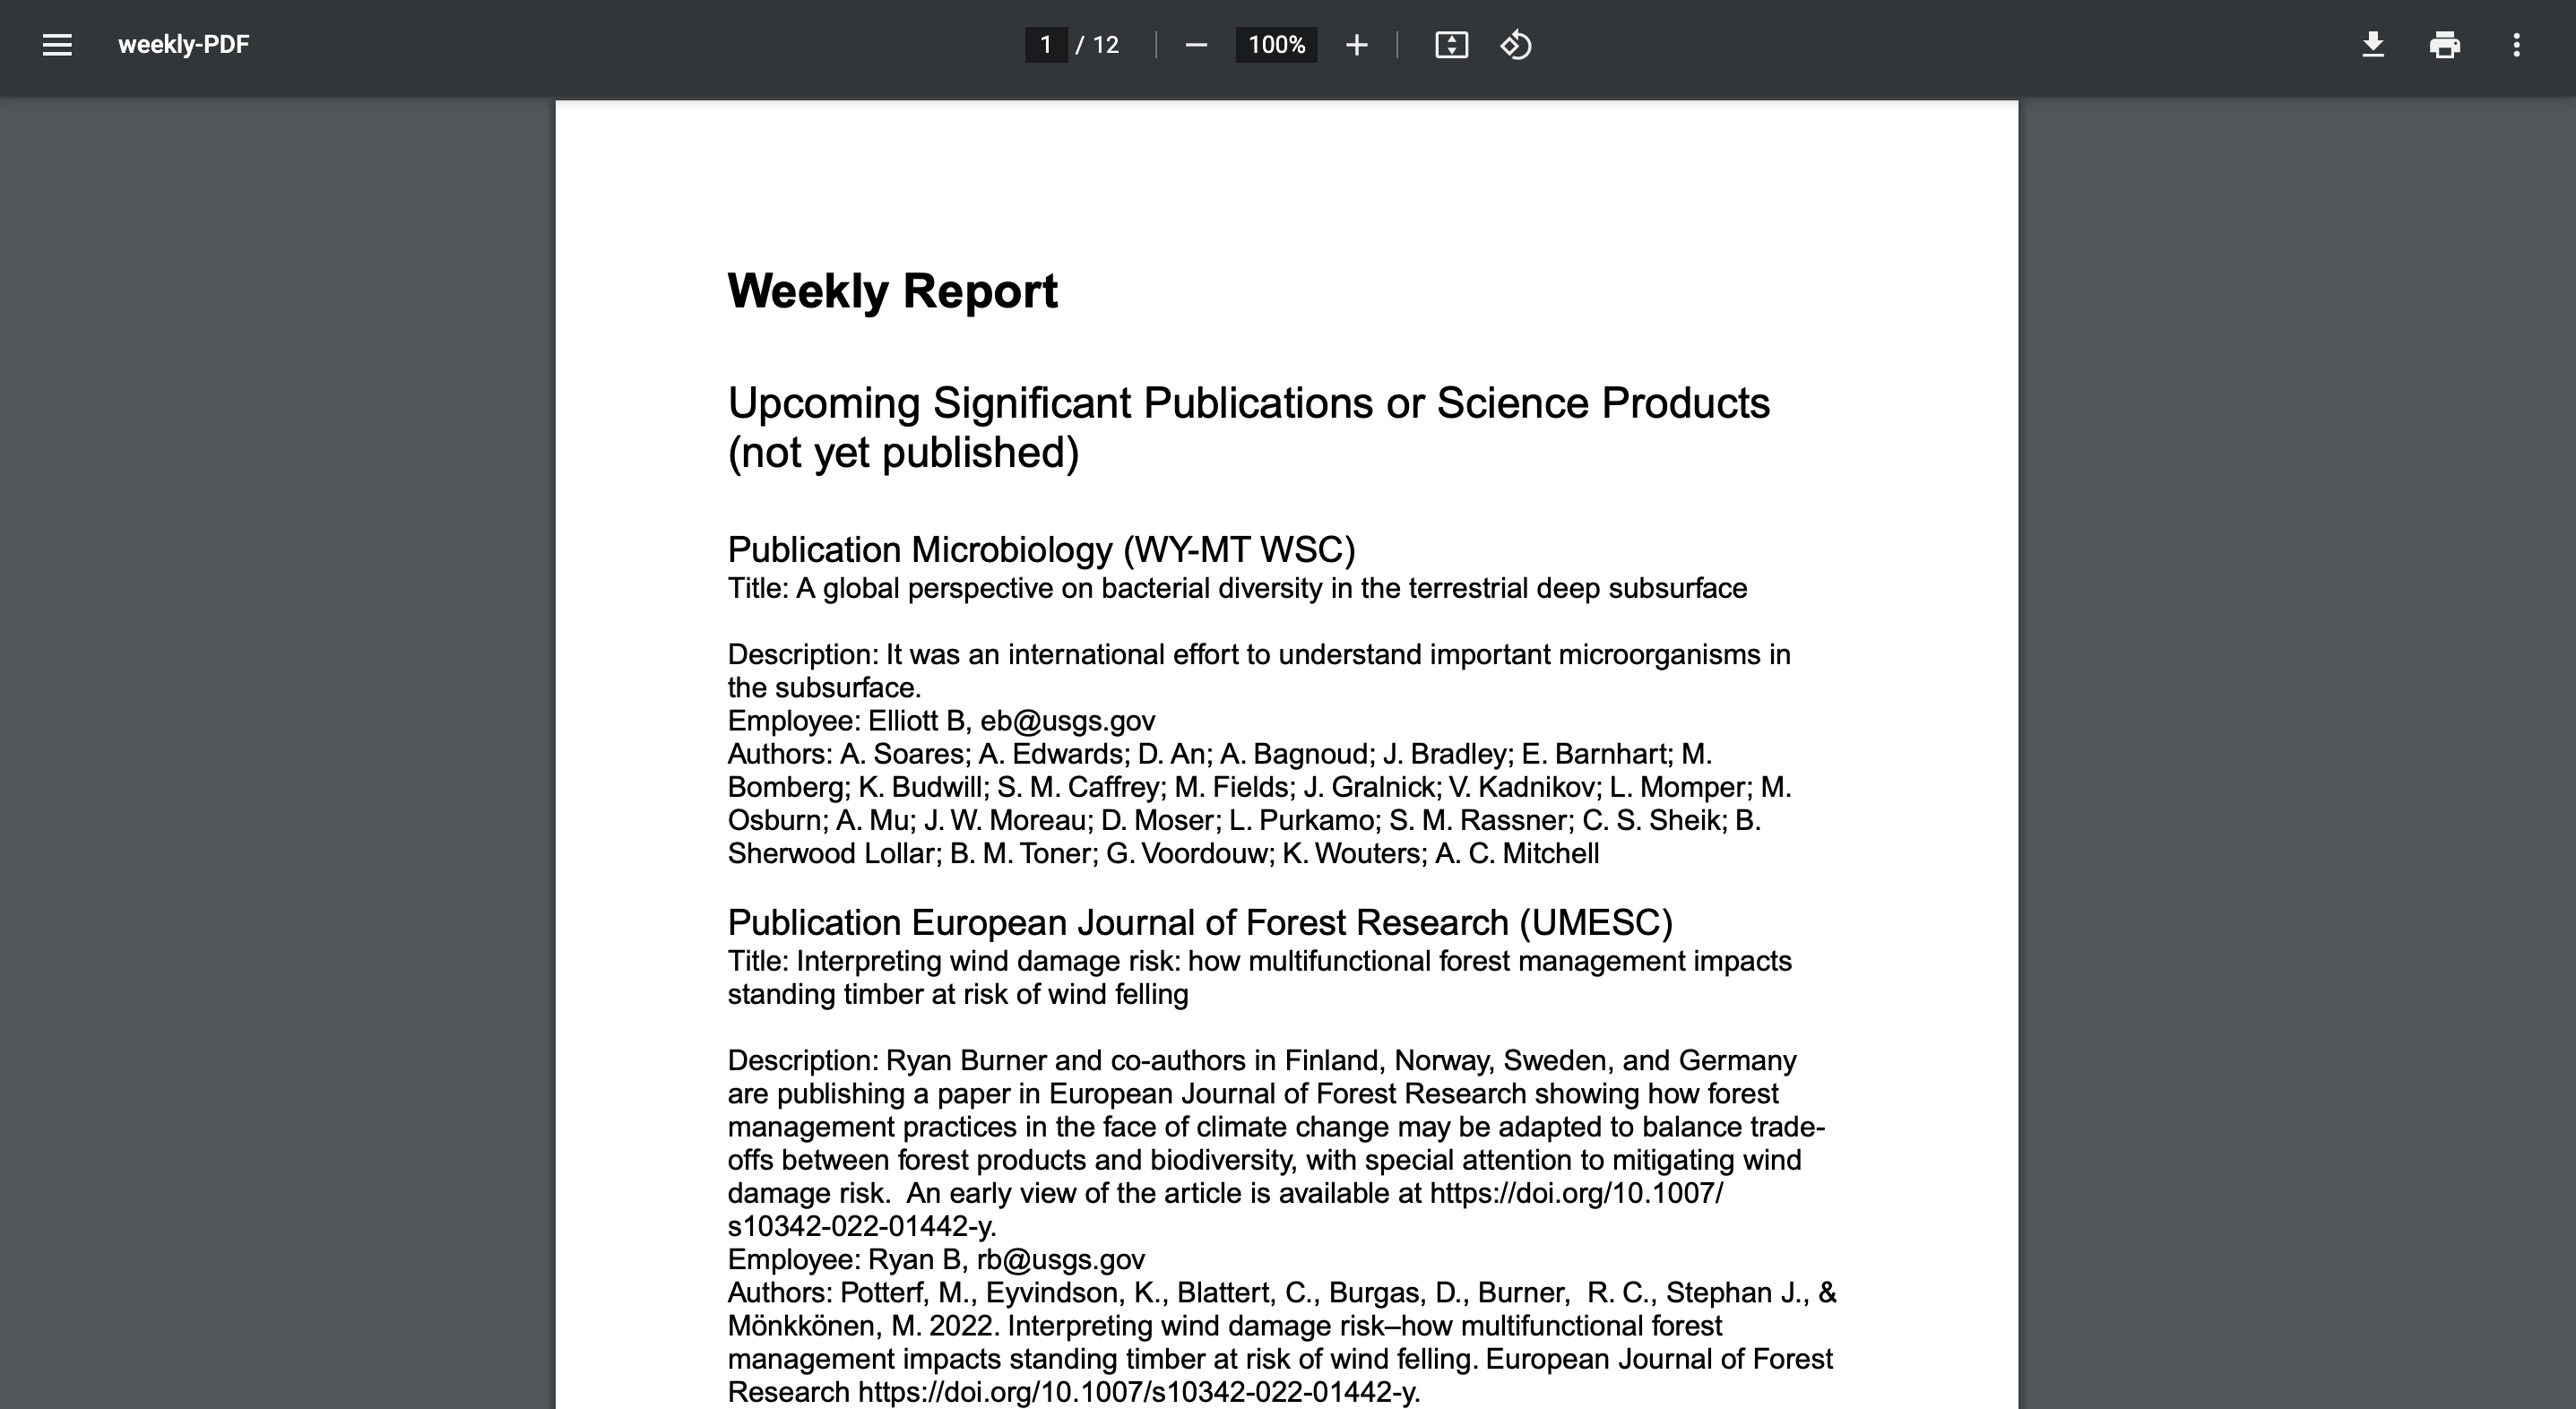 weekly-PDF
1 / 12
100%
Weekly Report
Upcoming Significant Publications or Science Products
(not yet published)
Publication Microbiology (WY-MT WSC)
Title: A global perspective on bacterial diversity in the terrestrial deep subsurface
Description: It was an international effort to understand important microorganisms in
the subsurface.
Employee: Elliott B, eb@usgs.gov
Authors: A. Soares; A. Edwards; D. An; A. Bagnoud; J. Bradley; E. Barnhart; M.
Bomberg; K. Budwill; S. M. Caffrey; M. Fields; J. Gralnick; V. Kadnikov; L. Momper; M.
Osburn; A. Mu; J. W. Moreau; D. Moser; L. Purkamo; S. M. Rassner; C. S. Sheik; B.
Sherwood Lollar; B. M. Toner; G. Voordouw; K. Wouters; A. C. Mitchell
Publication European Journal of Forest Research (UMESC)
Title: Interpreting wind damage risk: how multifunctional forest management impacts
standing timber at risk of wind felling
Description: Ryan Burner and co-authors in Finland, Norway, Sweden, and Germany
are publishing a paper in European Journal of Forest Research showing how forest
management practices in the face of climate change may be adapted to balance trade-
offs between forest products and biodiversity, with special attention to mitigating wind
damage risk.  An early view of the article is available at https://doi.org/10.1007/
s10342-022-01442-y.
Employee: Ryan B, rb@usgs.gov
Authors: Potterf, M., Eyvindson, K., Blattert, C., Burgas, D., Burner,  R. C., Stephan J., &
Mönkkönen, M. 2022. Interpreting wind damage risk–how multifunctional forest
management impacts standing timber at risk of wind felling. European Journal of Forest
Research https://doi.org/10.1007/s10342-022-01442-y.